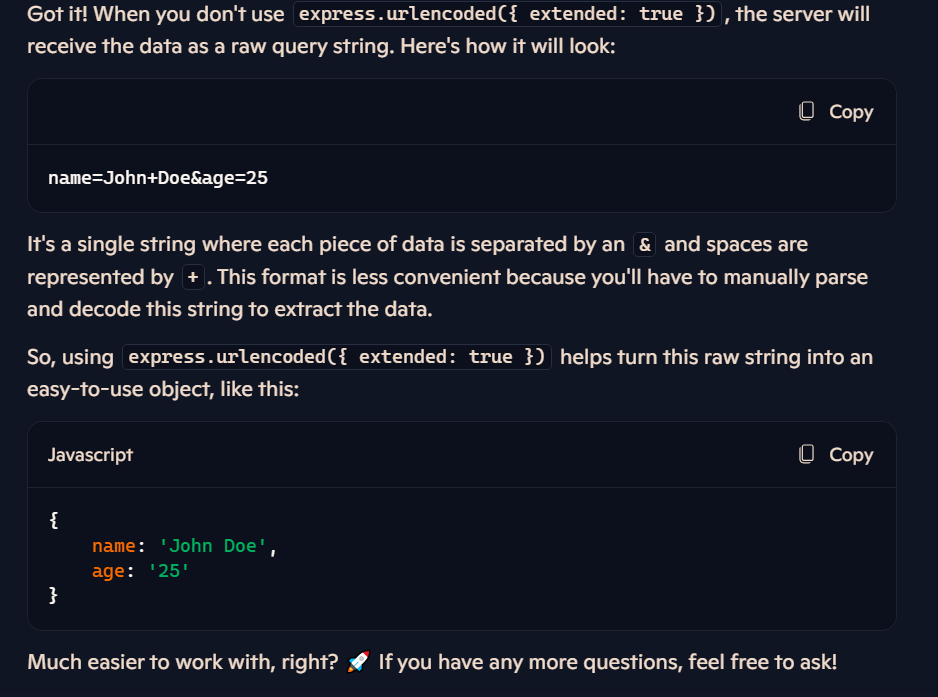 Got it! When you don't use express.urlencoded({ extended: true }), the server will
receive the data as a raw query string. Here's how it will look:
Copy
name=John+Doe&age=25
It's a single string where each piece of data is separated by an & and spaces are
represented by +. This format is less convenient because you'll have to manually parse
and decode this string to extract the data.
So, using express.urlencoded({ extended: true }) helps turn this raw string into an
easy-to-use object, like this:
Javascript Copy
{
    name: 'John Doe',
    age: '25'
}
Much easier to work with, right? 🚀 If you have any more questions, feel free to ask!